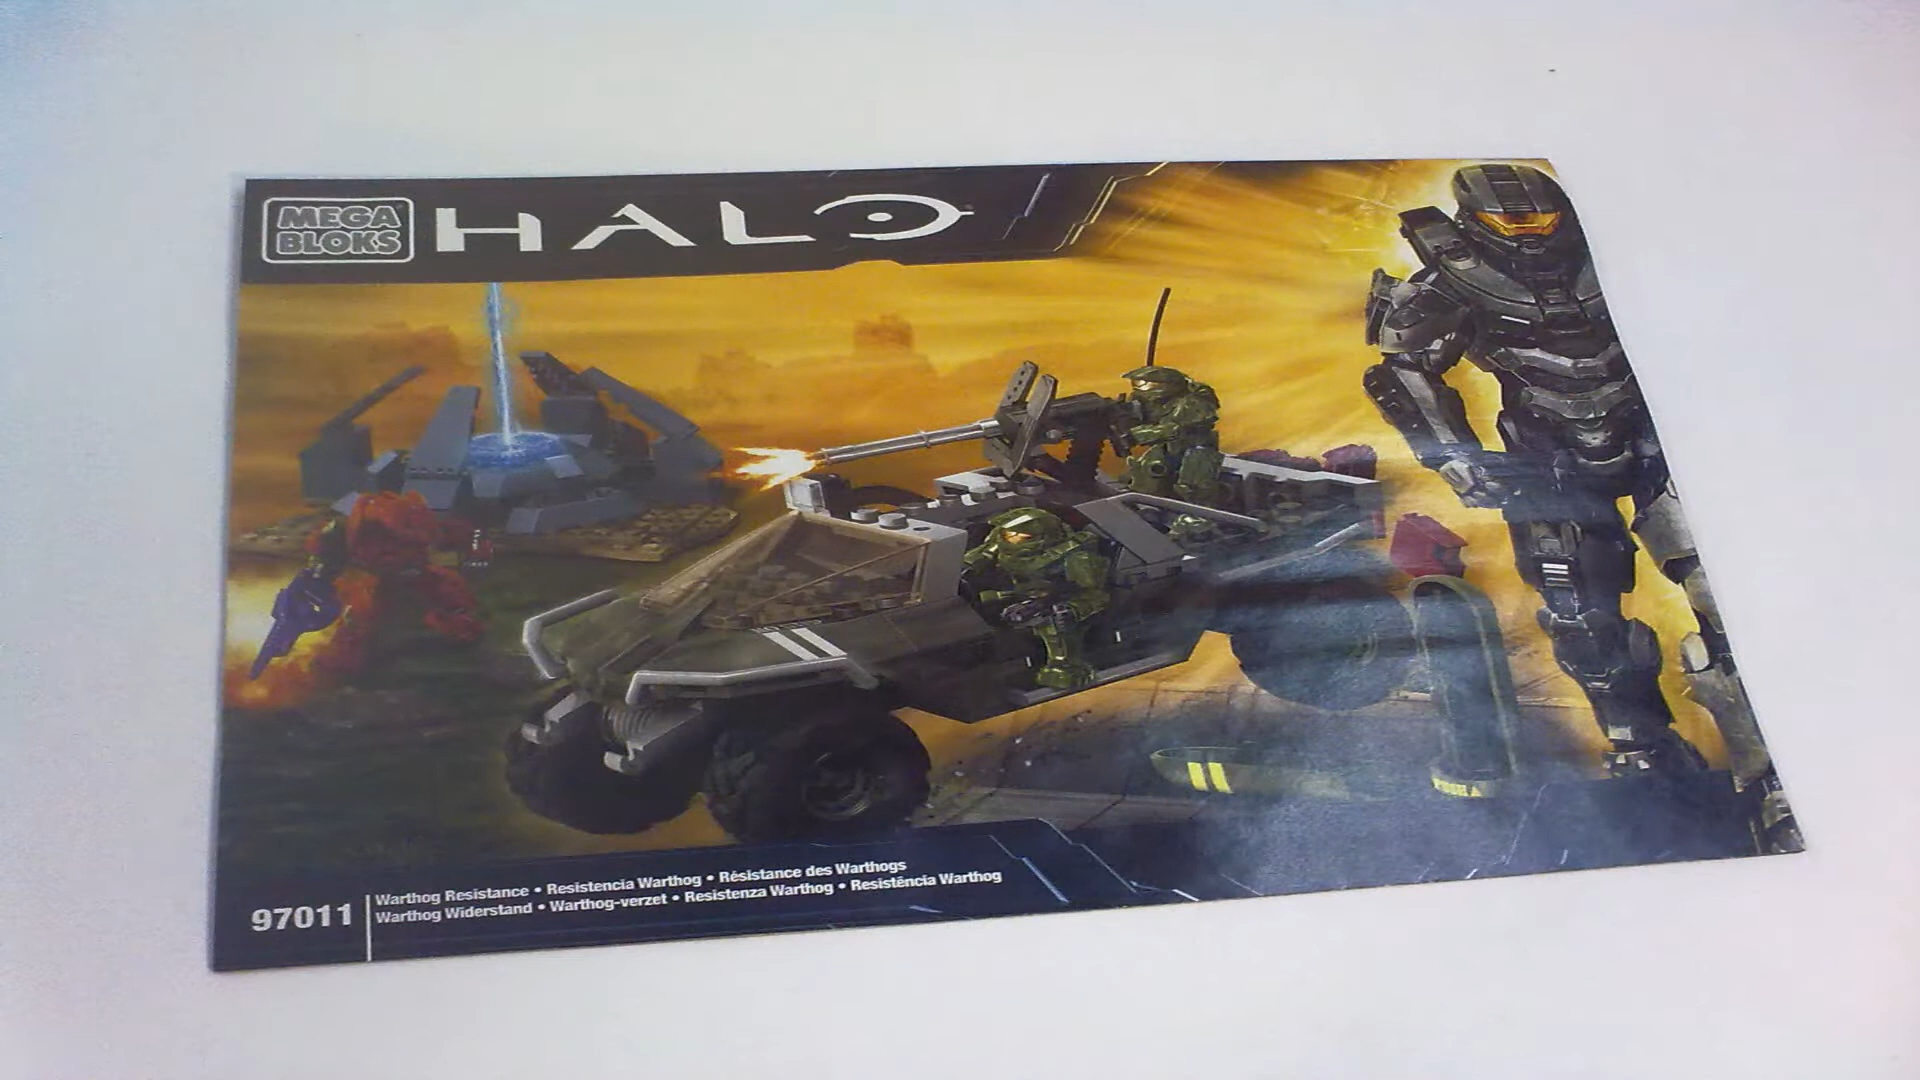 MEGA
BLOKS
HALO
97011
Warthog Resistance • Resistencia Warthog • Résistance des Warthogs
Warthog Widerstand • Warthog-verzet • Resistenza Warthog • Resistência Warthog